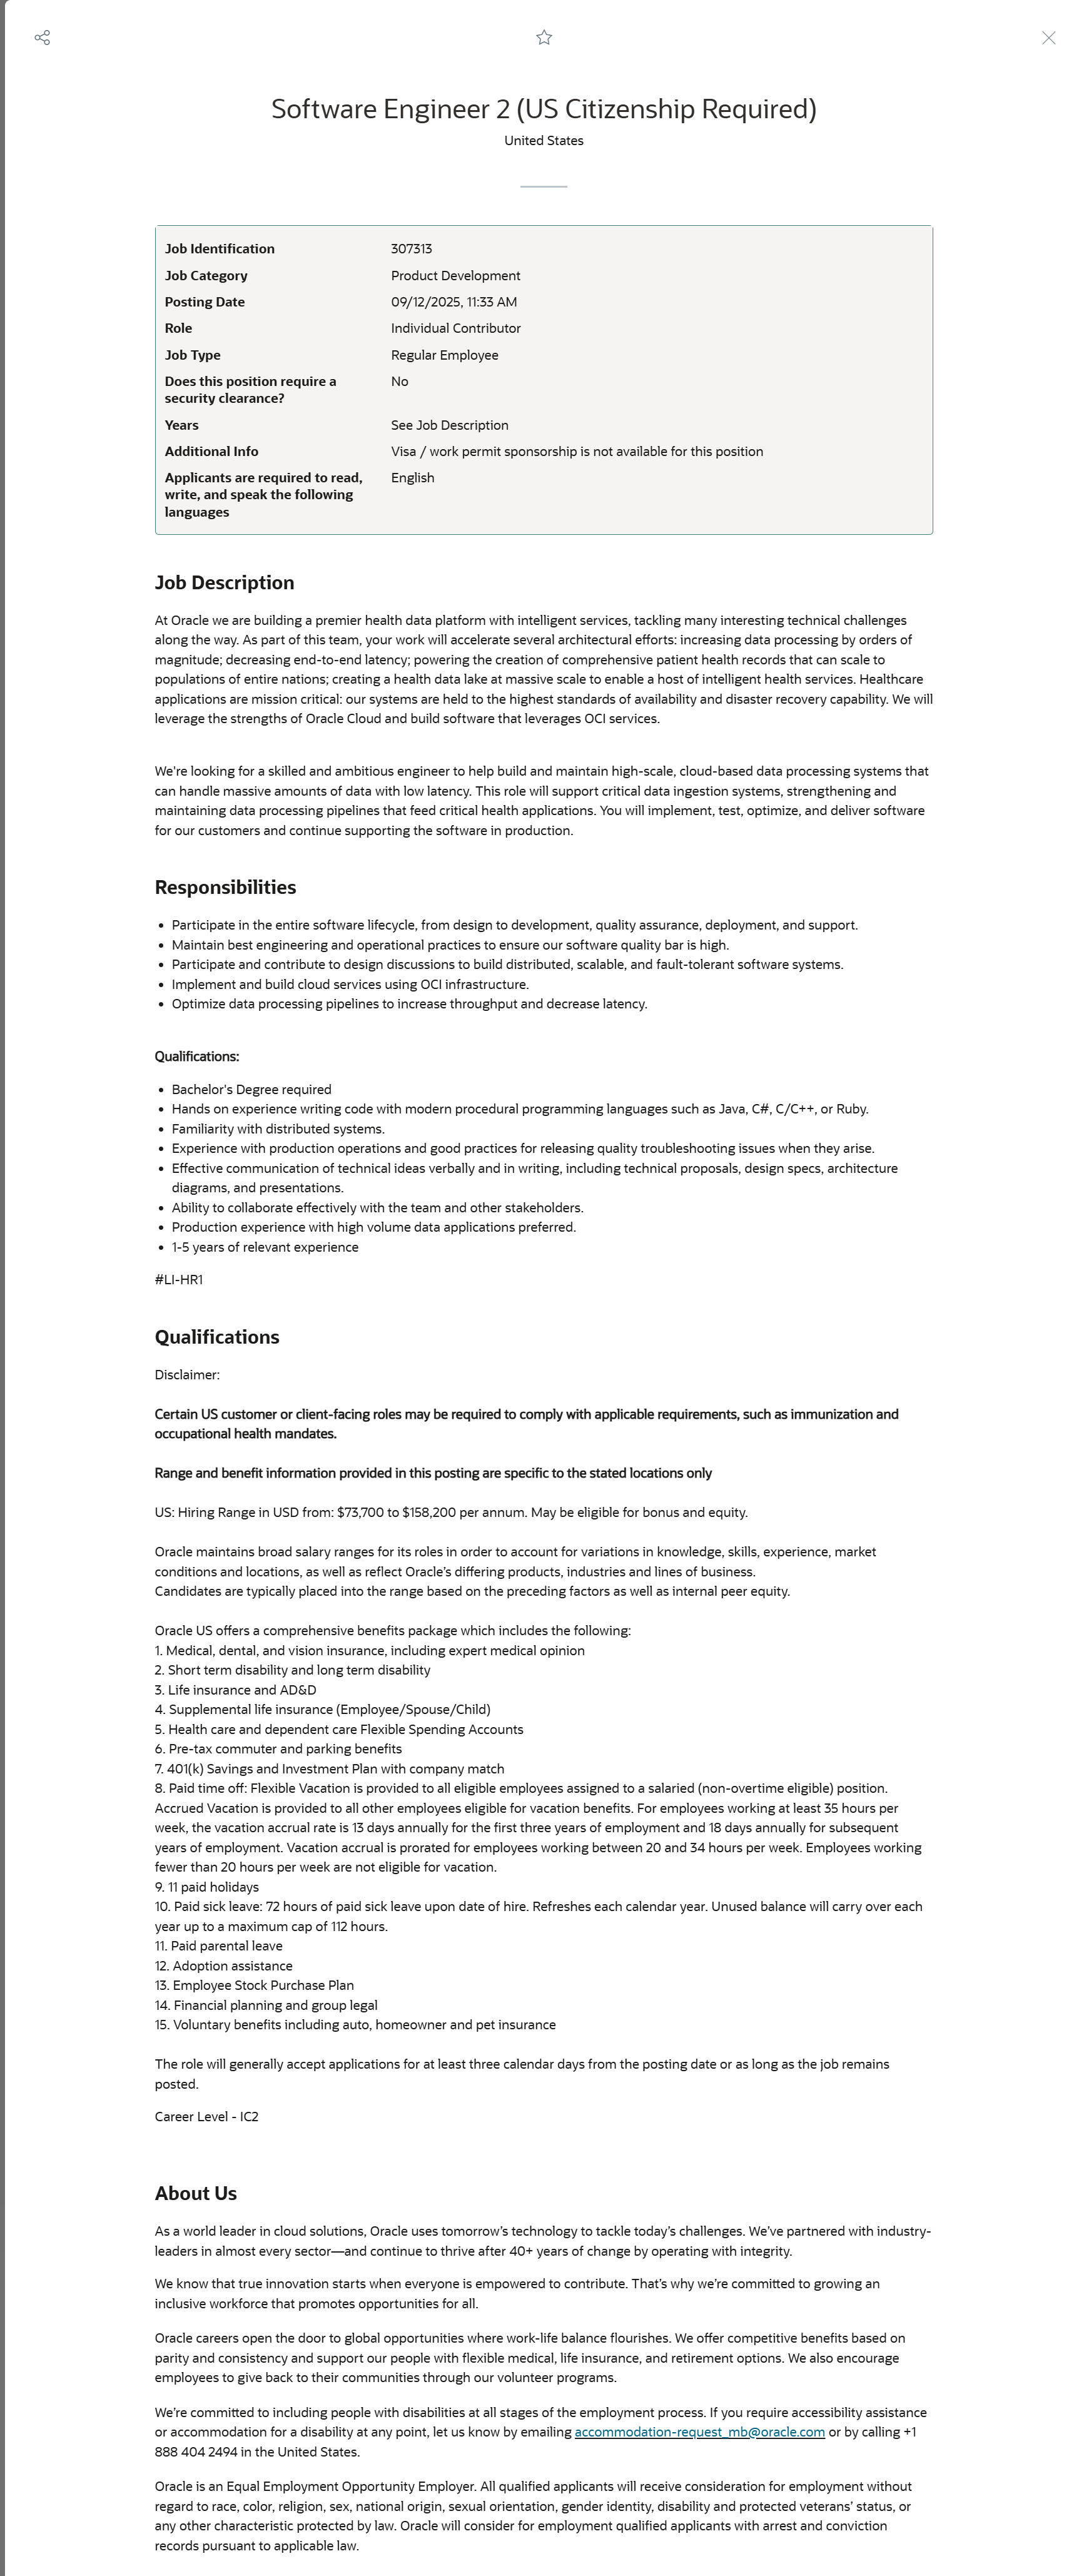 Software Engineer 2 (US Citizenship Required)
United States
Job Identification 307313
Job Category Product Development
Posting Date 09/12/2025, 11:33 AM
Role Individual Contributor
Job Type Regular Employee
Does this position require a No
security clearance?
Years See Job Description
Additional Info Visa / work permit sponsorship is not available for this position
Applicants are required to read, English
write, and speak the following
languages
Job Description
At Oracle we are building a premier health data platform with intelligent services, tackling many interesting technical challenges
along the way. As part of this team, your work will accelerate several architectural efforts: increasing data processing by orders of
magnitude; decreasing end-to-end latency; powering the creation of comprehensive patient health records that can scale to
populations of entire nations; creating a health data lake at massive scale to enable a host of intelligent health services. Healthcare
applications are mission critical: our systems are held to the highest standards of availability and disaster recovery capability. We will
leverage the strengths of Oracle Cloud and build software that leverages OCI services.
We're looking for a skilled and ambitious engineer to help build and maintain high-scale, cloud-based data processing systems that
can handle massive amounts of data with low latency. This role will support critical data ingestion systems, strengthening and
maintaining data processing pipelines that feed critical health applications. You will implement, test, optimize, and deliver software
for our customers and continue supporting the software in production.
Responsibilities
• Participate in the entire software lifecycle, from design to development, quality assurance, deployment, and support.
• Maintain best engineering and operational practices to ensure our software quality bar is high.
• Participate and contribute to design discussions to build distributed, scalable, and fault-tolerant software systems.
• Implement and build cloud services using OCI infrastructure.
• Optimize data processing pipelines to increase throughput and decrease latency.
Qualifications:
• Bachelor's Degree required
• Hands on experience writing code with modern procedural programming languages such as Java, C#, C/C++, or Ruby.
• Familiarity with distributed systems.
• Experience with production operations and good practices for releasing quality troubleshooting issues when they arise.
• Effective communication of technical ideas verbally and in writing, including technical proposals, design specs, architecture
diagrams, and presentations.
• Ability to collaborate effectively with the team and other stakeholders.
• Production experience with high volume data applications preferred.
• 1-5 years of relevant experience
#LI-HR1
Qualifications
Disclaimer:
Certain US customer or client-facing roles may be required to comply with applicable requirements, such as immunization and
occupational health mandates.
Range and benefit information provided in this posting are specific to the stated locations only
US: Hiring Range in USD from: $73,700 to $158,200 per annum. May be eligible for bonus and equity.
Oracle maintains broad salary ranges for its roles in order to account for variations in knowledge, skills, experience, market
conditions and locations, as well as reflect Oracle's differing products, industries and lines of business.
Candidates are typically placed into the range based on the preceding factors as well as internal peer equity.
Oracle US offers a comprehensive benefits package which includes the following:
1. Medical, dental, and vision insurance, including expert medical opinion
2. Short term disability and long term disability
3. Life insurance and AD&D
4. Supplemental life insurance (Employee/Spouse/Child)
5. Health care and dependent care Flexible Spending Accounts
6. Pre-tax commuter and parking benefits
7. 401(k) Savings and Investment Plan with company match
8. Paid time off: Flexible Vacation is provided to all eligible employees assigned to a salaried (non-overtime eligible) position.
Accrued Vacation is provided to all other employees eligible for vacation benefits. For employees working at least 35 hours per
week, the vacation accrual rate is 13 days annually for the first three years of employment and 18 days annually for subsequent
years of employment. Vacation accrual is prorated for employees working between 20 and 34 hours per week. Employees working
fewer than 20 hours per week are not eligible for vacation.
9. 11 paid holidays
10. Paid sick leave: 72 hours of paid sick leave upon date of hire. Refreshes each calendar year. Unused balance will carry over each
year up to a maximum cap of 112 hours.
11. Paid parental leave
12. Adoption assistance
13. Employee Stock Purchase Plan
14. Financial planning and group legal
15. Voluntary benefits including auto, homeowner and pet insurance
The role will generally accept applications for at least three calendar days from the posting date or as long as the job remains
posted.
Career Level - IC2
About Us
As a world leader in cloud solutions, Oracle uses tomorrow's technology to tackle today's challenges. We've partnered with industry-
leaders in almost every sector—and continue to thrive after 40+ years of change by operating with integrity.
We know that true innovation starts when everyone is empowered to contribute. That's why we're committed to growing an
inclusive workforce that promotes opportunities for all.
Oracle careers open the door to global opportunities where work-life balance flourishes. We offer competitive benefits based on
parity and consistency and support our people with flexible medical, life insurance, and retirement options. We also encourage
employees to give back to their communities through our volunteer programs.
We're committed to including people with disabilities at all stages of the employment process. If you require accessibility assistance
or accommodation for a disability at any point, let us know by emailing accommodation-request_mb@oracle.com or by calling +1
888 404 2494 in the United States.
Oracle is an Equal Employment Opportunity Employer. All qualified applicants will receive consideration for employment without
regard to race, color, religion, sex, national origin, sexual orientation, gender identity, disability and protected veterans' status, or
any other characteristic protected by law. Oracle will consider for employment qualified applicants with arrest and conviction
records pursuant to applicable law.